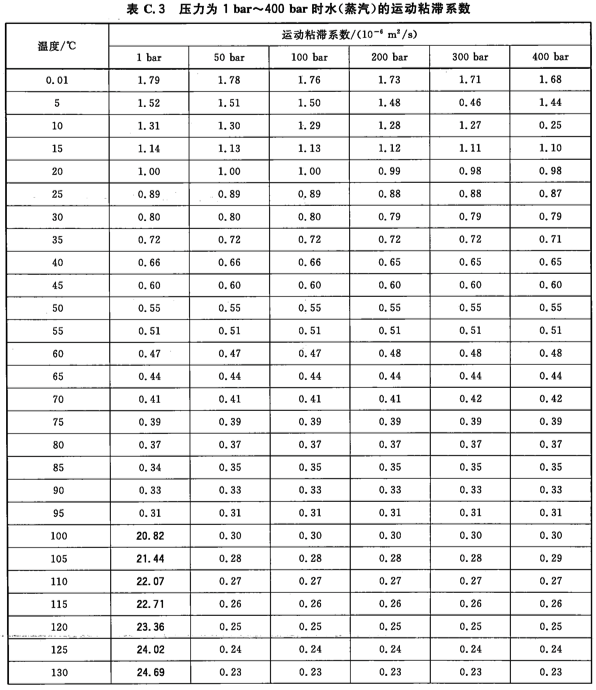 表 C.3 压力为 1 bar~400 bar 时水(蒸汽)的运动粘滞系数
温度/℃ 运动粘滞系数/(10⁻⁶ m²/s)
1 bar 50 bar 100 bar 200 bar 300 bar 400 bar
0.01 1.79 1.78 1.76 1.73 1.71 1.68
5 1.52 1.51 1.50 1.48 0.46 1.44
10 1.31 1.30 1.29 1.28 1.27 0.25
15 1.14 1.13 1.13 1.12 1.11 1.10
20 1.00 1.00 1.00 0.99 0.98 0.98
25 0.89 0.89 0.89 0.88 0.88 0.87
30 0.80 0.80 0.80 0.79 0.79 0.79
35 0.72 0.72 0.72 0.72 0.72 0.71
40 0.66 0.66 0.66 0.65 0.65 0.65
45 0.60 0.60 0.60 0.60 0.60 0.60
50 0.55 0.55 0.55 0.55 0.55 0.55
55 0.51 0.51 0.51 0.51 0.51 0.51
60 0.47 0.47 0.47 0.48 0.48 0.48
65 0.44 0.44 0.44 0.44 0.44 0.44
70 0.41 0.41 0.41 0.41 0.42 0.42
75 0.39 0.39 0.39 0.39 0.39 0.39
80 0.37 0.37 0.37 0.37 0.37 0.37
85 0.34 0.35 0.35 0.35 0.35 0.35
90 0.33 0.33 0.33 0.33 0.33 0.33
95 0.31 0.31 0.31 0.31 0.31 0.31
100 20.82 0.30 0.30 0.30 0.30 0.30
105 21.44 0.28 0.28 0.28 0.28 0.29
110 22.07 0.27 0.27 0.27 0.27 0.27
115 22.71 0.26 0.26 0.26 0.26 0.26
120 23.36 0.25 0.25 0.25 0.25 0.25
125 24.02 0.24 0.24 0.24 0.24 0.24
130 24.69 0.23 0.23 0.23 0.23 0.23